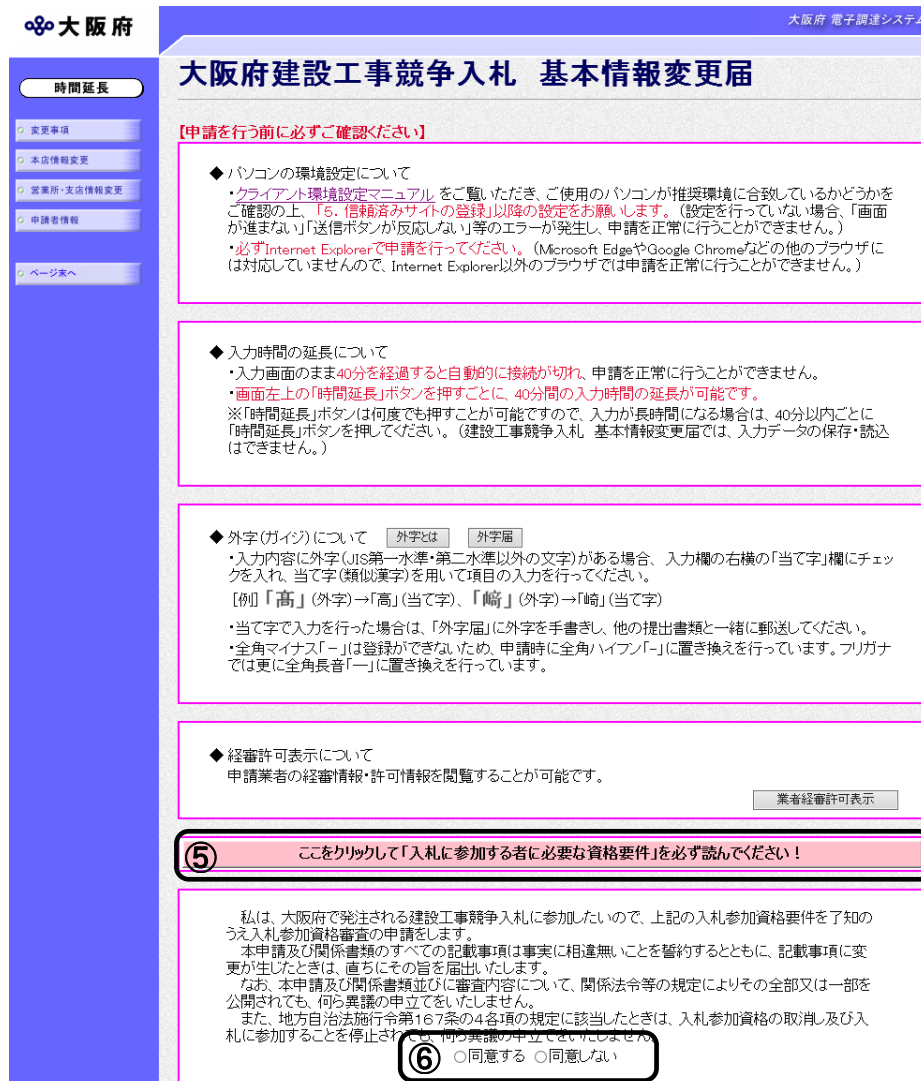 大阪府
大阪府 電子調達システム
時間延長
変更事項
本店情報変更
営業所・支店情報変更
申請者情報
ページ末へ
大阪府建設工事競争入札 基本情報変更届
【申請を行う前に必ずご確認ください】
◆ パソコンの環境設定について
・クライアント環境設定マニュアル をご覧いただき、ご使用のパソコンが推奨環境に合致しているかどうかを
ご確認の上、「5. 信頼済みサイトの登録」以降の設定をお願いします。(設定を行っていない場合、「画面
が進まない」「送信ボタンが反応しない」等のエラーが発生し、申請を正常に行うことができません。)
・必ずInternet Explorerで申請を行ってください。(Microsoft EdgeやGoogle Chromeなどの他のブラウザに
は対応していませんので、Internet Explorer以外のブラウザでは申請を正常に行うことができません。)
◆ 入力時間の延長について
・入力画面のまま40分を経過すると自動的に接続が切れ、申請を正常に行うことができません。
・画面左上の「時間延長」ボタンを押すごとに、40分間の入力時間の延長が可能です。
※「時間延長」ボタンは何度でも押すことが可能ですので、入力が長時間になる場合は、40分以内ごとに
「時間延長」ボタンを押してください。(建設工事競争入札 基本情報変更届では、入力データの保存・読込
はできません。)
◆ 外字(ガイジ)について 外字とは 外字届
・入力内容に外字(JIS第一水準・第二水準以外の文字)がある場合、入力欄の右横の「当て字」欄にチェッ
クを入れ、当て字(類似漢字)を用いて項目の入力を行ってください。
[例]「髙」(外字)→「高」(当て字)、「﨑」(外字)→「崎」(当て字)
・当て字で入力を行った場合は、「外字届」に外字を手書きし、他の提出書類と一緒に郵送してください。
・全角マイナス「－」は登録ができないため、申請時に全角ハイフン「-」に置き換えを行っています。フリガナ
では更に全角長音「ー」に置き換えを行っています。
◆ 経審許可表示について
申請業者の経審情報・許可情報を閲覧することが可能です。
業者経審許可表示
⑤ ここをクリックして「入札に参加する者に必要な資格要件」を必ず読んでください！
私は、大阪府で発注される建設工事競争入札に参加したいので、上記の入札参加資格要件を了知の
うえ入札参加資格審査の申請をします。
本申請及び関係書類のすべての記載事項は事実に相違無いことを誓約するとともに、記載事項に変
更が生じたときは、直ちにその旨を届出いたします。
なお、本申請及び関係書類並びに審査内容について、関係法令等の規定によりその全部又は一部を
公開されても、何ら異議の申立てをいたしません。
また、地方自治法施行令第167条の4各項の規定に該当したときは、入札参加資格の取消し及び入
札に参加することを停止されても、何ら異議の申立てをいたしません。
⑥ ○同意する ○同意しない